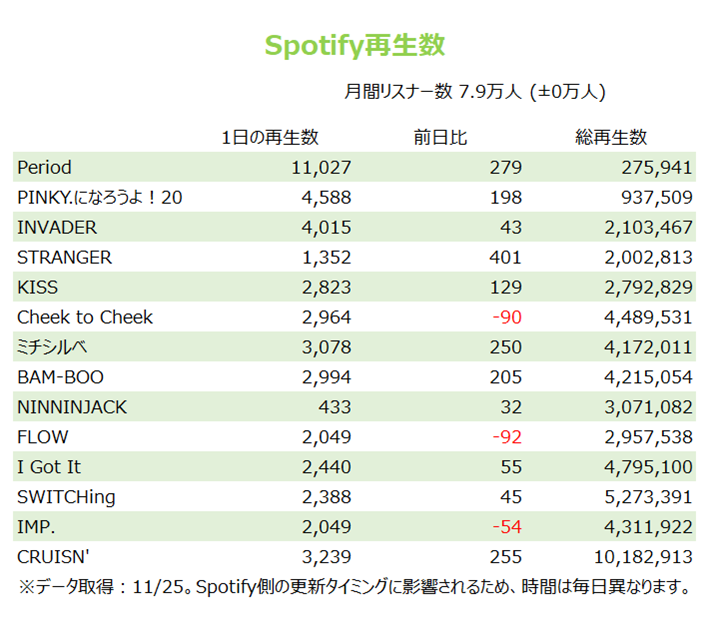 Spotify再生数
月間リスナー数 7.9万人 (±0万人)
1日の再生数 前日比 総再生数
Period 11,027 279 275,941
PINKY.になろうよ！20 4,588 198 937,509
INVADER 4,015 43 2,103,467
STRANGER 1,352 401 2,002,813
KISS 2,823 129 2,792,829
Cheek to Cheek 2,964 -90 4,489,531
ミチシルベ 3,078 250 4,172,011
BAM-BOO 2,994 205 4,215,054
NINNINJACK 433 32 3,071,082
FLOW 2,049 -92 2,957,538
I Got It 2,440 55 4,795,100
SWITCHing 2,388 45 5,273,391
IMP. 2,049 -54 4,311,922
CRUISN' 3,239 255 10,182,913
※データ取得：11/25。Spotify側の更新タイミングに影響されるため、時間は毎日異なります。